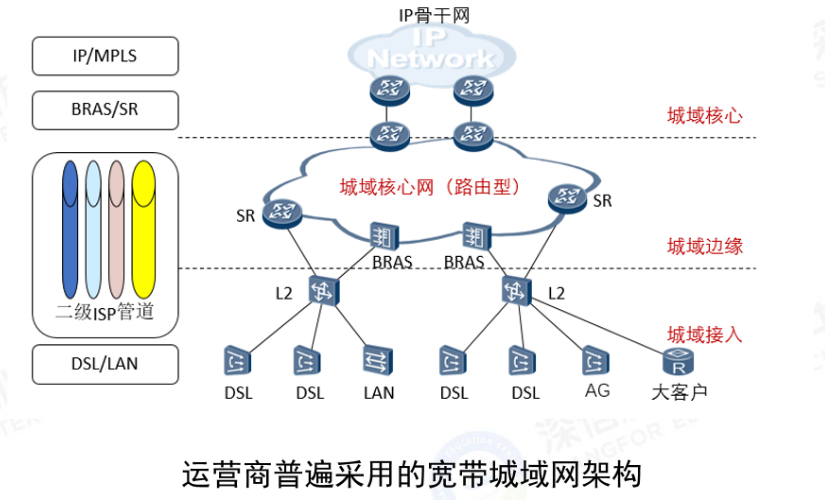 IP骨干网
IP
Network
IP/MPLS
BRAS/SR
城域核心
城域核心网（路由型）
SR
SR
BRAS
BRAS
城域边缘
L2
L2
二级ISP管道
城域接入
DSL/LAN
DSL
DSL
LAN
DSL
DSL
AG
R
大客户
运营商普遍采用的宽带城域网架构